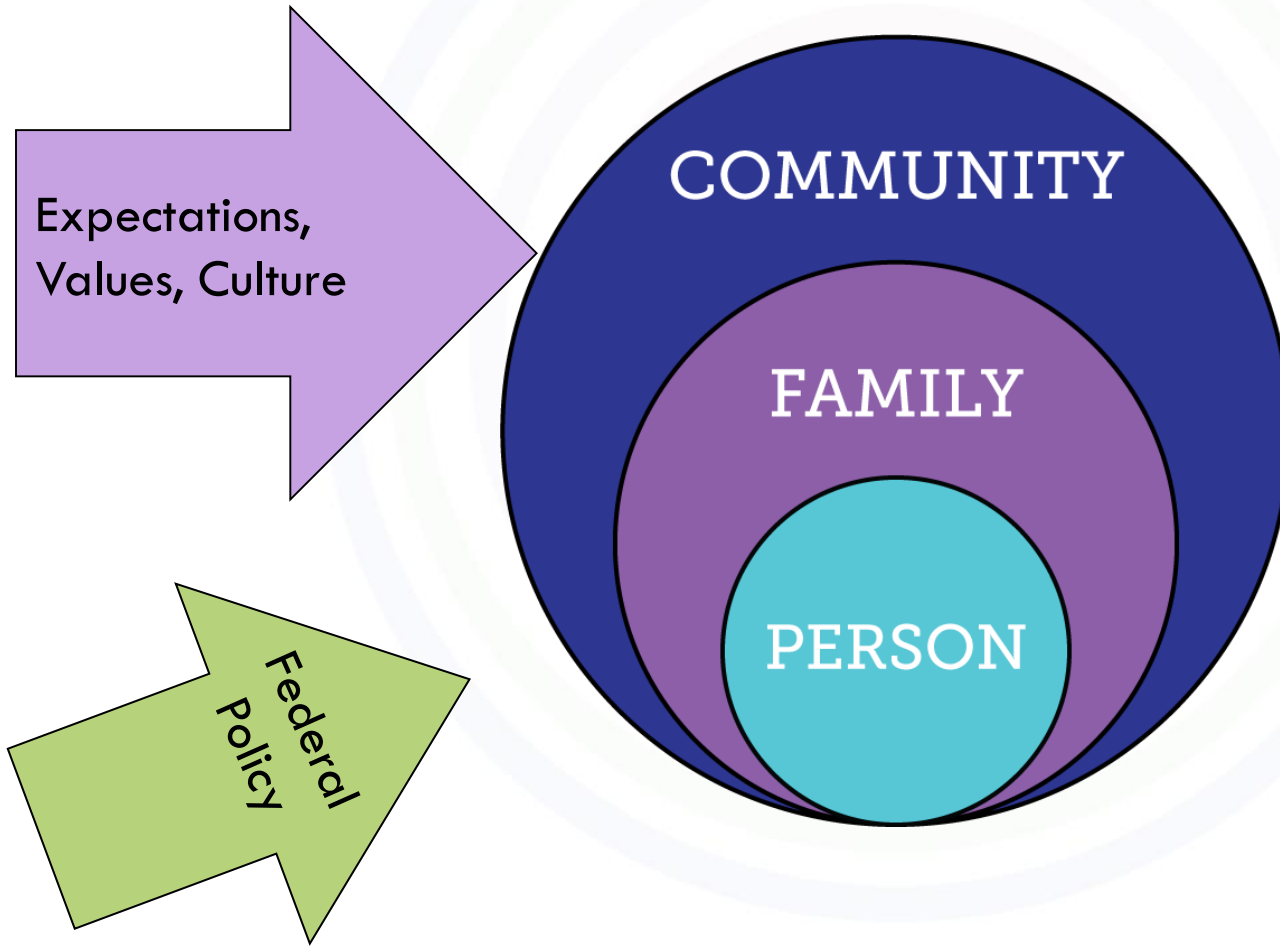 Expectations,
Values, Culture
COMMUNITY
FAMILY
PERSON
Federal
Policy